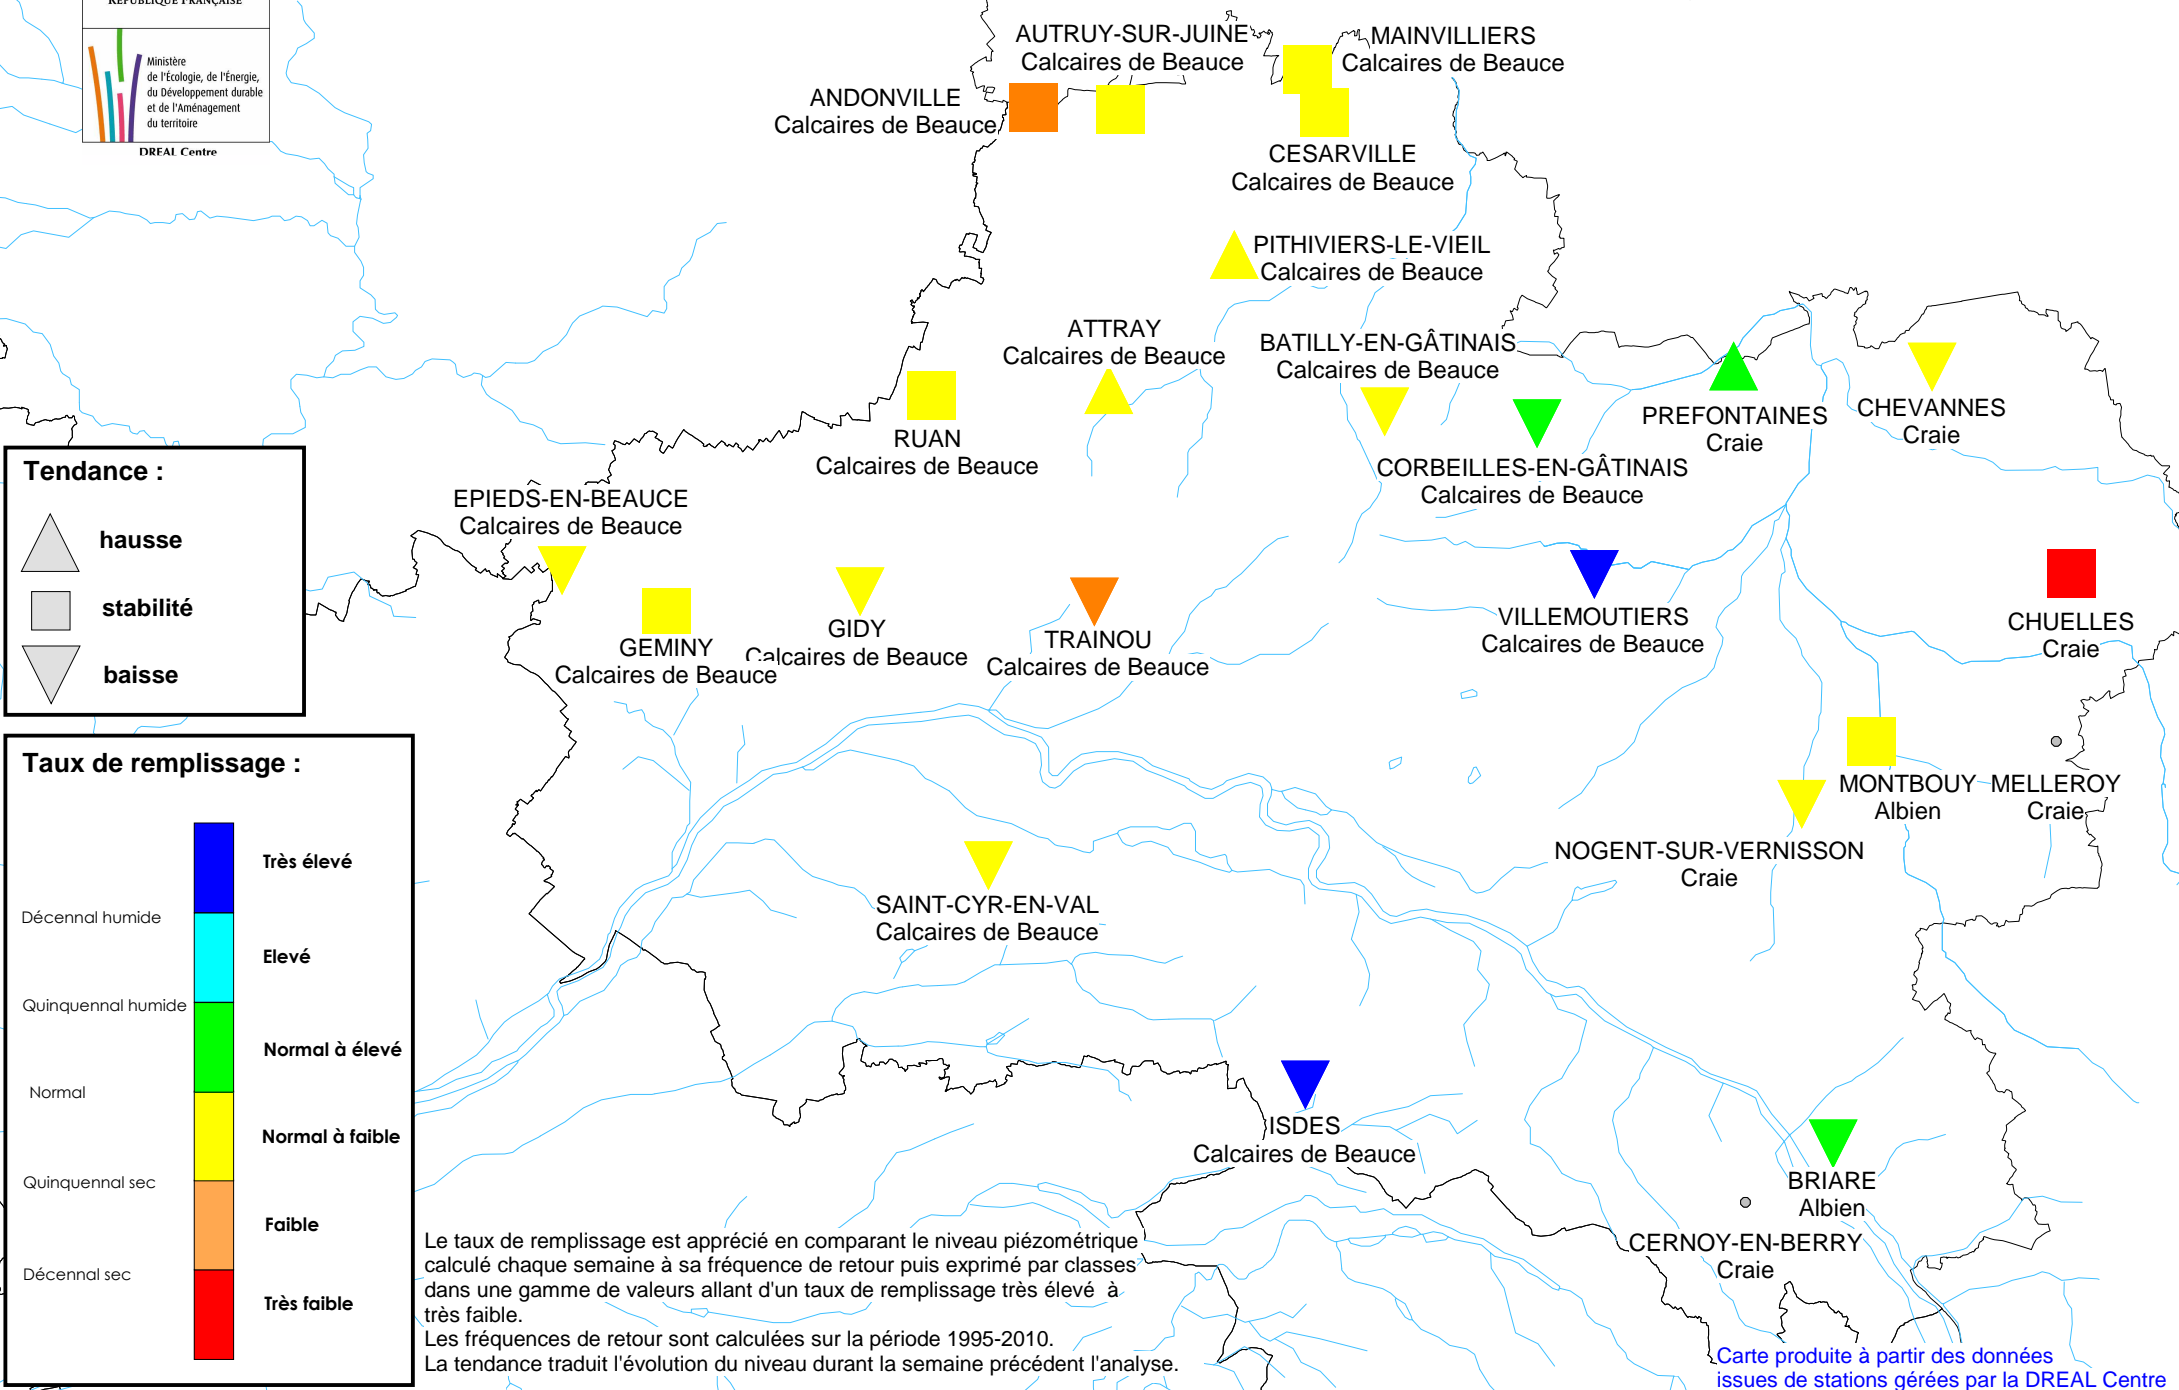 RÉPUBLIQUE FRANÇAISE
Ministère
de l'Écologie, de l'Énergie,
du Développement durable
et de l'Aménagement
du territoire
DREAL Centre
AUTRUY-SUR-JUINE
Calcaires de Beauce
MAINVILLIERS
Calcaires de Beauce
ANDONVILLE
Calcaires de Beauce
CESARVILLE
Calcaires de Beauce
PITHIVIERS-LE-VIEIL
Calcaires de Beauce
ATTRAY
Calcaires de Beauce
BATILLY-EN-GÂTINAIS
Calcaires de Beauce
RUAN
Calcaires de Beauce
PREFONTAINES
Craie
CHEVANNES
Craie
CORBEILLES-EN-GÂTINAIS
Calcaires de Beauce
EPIEDS-EN-BEAUCE
Calcaires de Beauce
GEMINY
Calcaires de Beauce
GIDY
Calcaires de Beauce
TRAINOU
Calcaires de Beauce
VILLEMOUTIERS
Calcaires de Beauce
CHUELLES
Craie
MONTBOUY
Albien
MELLEROY
Craie
NOGENT-SUR-VERNISSON
Craie
SAINT-CYR-EN-VAL
Calcaires de Beauce
ISDES
Calcaires de Beauce
BRIARE
Albien
CERNOY-EN-BERRY
Craie
Tendance :
hausse
stabilité
baisse
Taux de remplissage :
Très élevé
Décennal humide
Elevé
Quinquennal humide
Normal à élevé
Normal
Normal à faible
Quinquennal sec
Faible
Décennal sec
Très faible
Le taux de remplissage est apprécié en comparant le niveau piézométrique
calculé chaque semaine à sa fréquence de retour puis exprimé par classes
dans une gamme de valeurs allant d'un taux de remplissage très élevé à
très faible.
Les fréquences de retour sont calculées sur la période 1995-2010.
La tendance traduit l'évolution du niveau durant la semaine précédent l'analyse.
Carte produite à partir des données
issues de stations gérées par la DREAL Centre